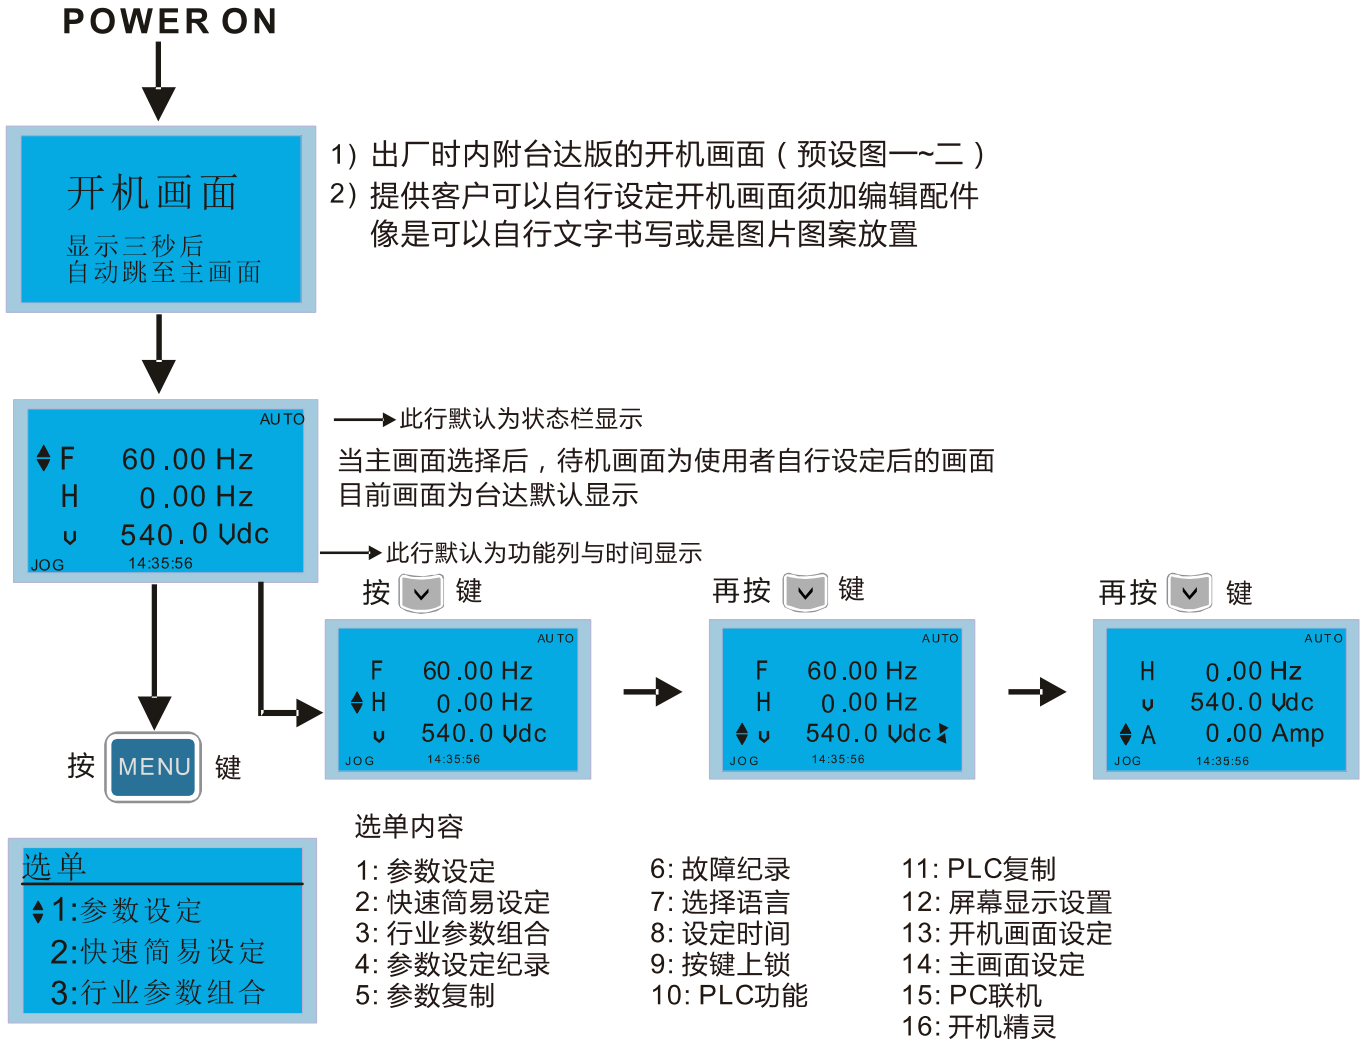 POWER ON
开机画面
显示三秒后
自动跳至主画面
1) 出厂时内附台达版的开机画面（预设图一~二）
2) 提供客户可以自行设定开机画面须加编辑配件
像是可以自行文字书写或是图片图案放置
AUTO
F 60.00 Hz
H 0.00 Hz
v 540.0 Vdc
JOG 14:35:56
此行默认为状态栏显示
当主画面选择后，待机画面为使用者自行设定后的画面
目前画面为台达默认显示
此行默认为功能列与时间显示
按 键
AUTO
F 60.00 Hz
H 0.00 Hz
v 540.0 Vdc
JOG 14:35:56
再按 键
AUTO
F 60.00 Hz
H 0.00 Hz
v 540.0 Vdc
JOG 14:35:56
再按 键
AUTO
H 0.00 Hz
v 540.0 Vdc
A 0.00 Amp
JOG 14:35:56
按 MENU 键
选单
1:参数设定
2:快速简易设定
3:行业参数组合
选单内容
1: 参数设定
2: 快速简易设定
3: 行业参数组合
4: 参数设定纪录
5: 参数复制
6: 故障纪录
7: 选择语言
8: 设定时间
9: 按键上锁
10: PLC功能
11: PLC复制
12: 屏幕显示设置
13: 开机画面设定
14: 主画面设定
15: PC联机
16: 开机精灵